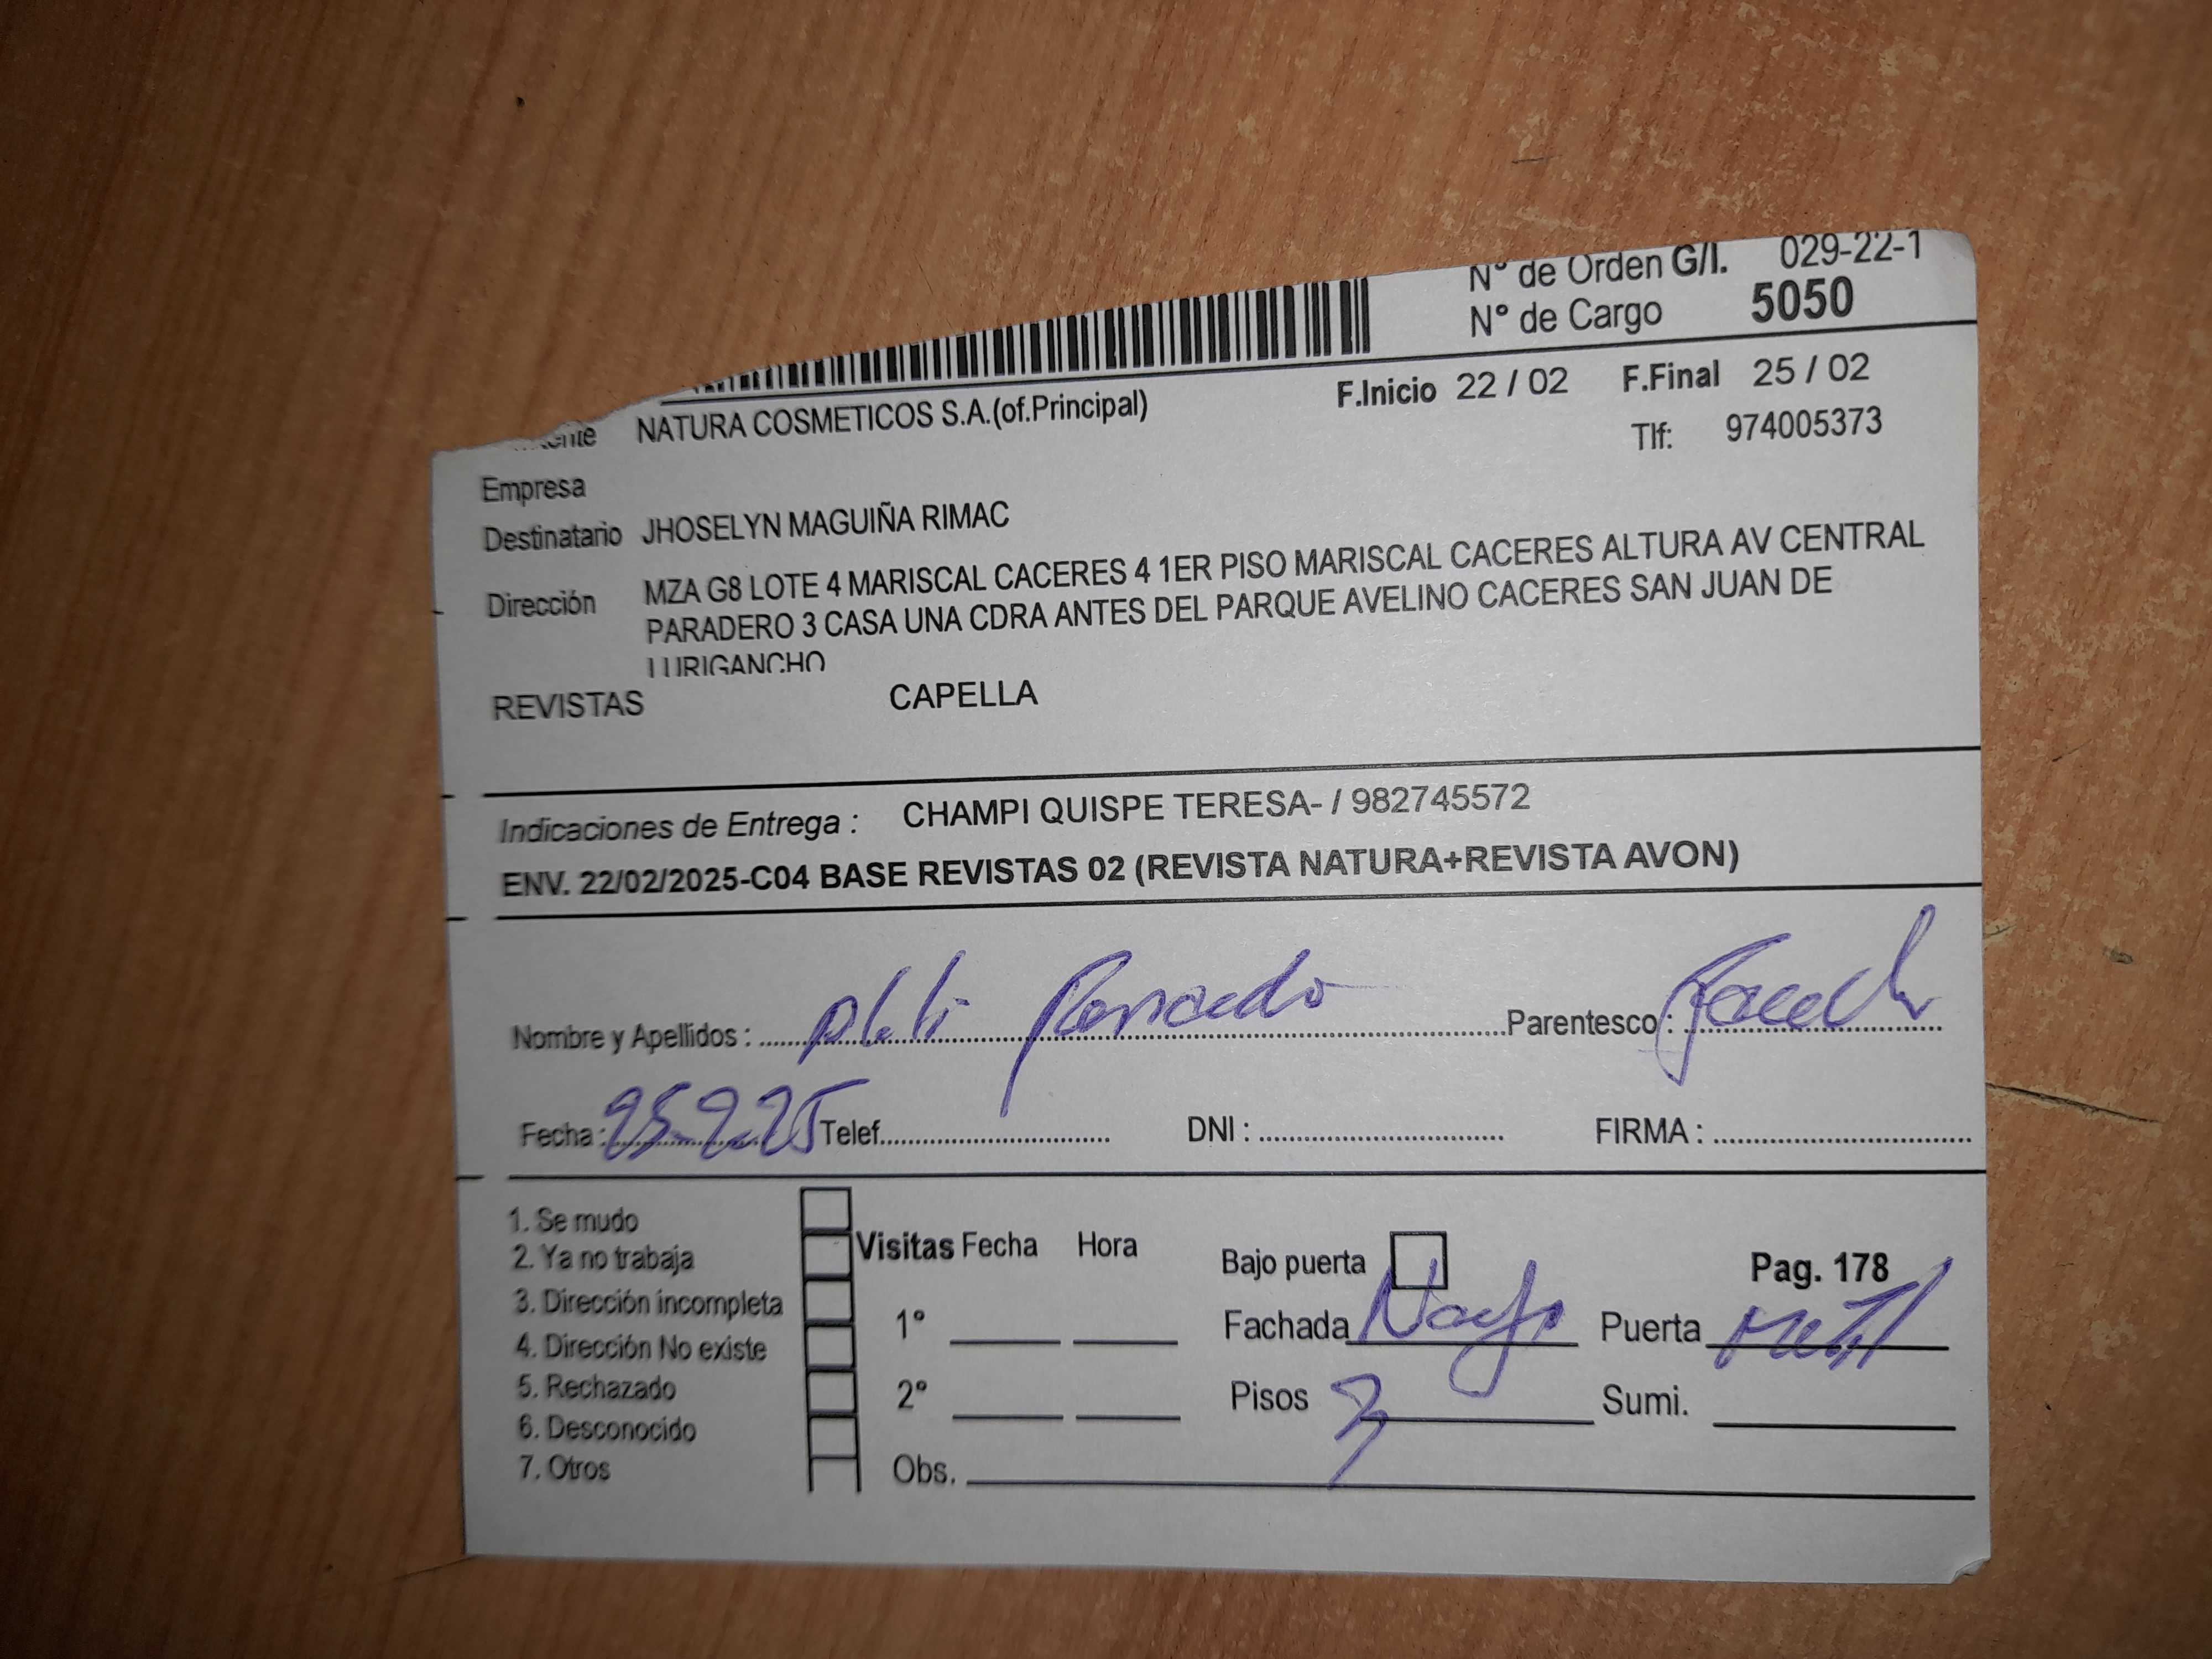 N° de Orden G/I. 029-22-1
N° de Cargo 5050
NATURA COSMETICOS S.A.(of.Principal) F.Inicio 22 / 02 F.Final 25 / 02
Tlf: 974005373
Empresa
Destinatario JHOSELYN MAGUIÑA RIMAC
Dirección MZA G8 LOTE 4 MARISCAL CACERES 4 1ER PISO MARISCAL CACERES ALTURA AV CENTRAL
PARADERO 3 CASA UNA CDRA ANTES DEL PARQUE AVELINO CACERES SAN JUAN DE
LURIGANCHO
REVISTAS CAPELLA
Indicaciones de Entrega : CHAMPI QUISPE TERESA- / 982745572
ENV. 22/02/2025-C04 BASE REVISTAS 02 (REVISTA NATURA+REVISTA AVON)
Nombre y Apellidos : Parentesco :
Fecha : 25-2-25 Telef. DNI : FIRMA :
1. Se mudo
2. Ya no trabaja
3. Dirección incompleta
4. Dirección No existe
5. Rechazado
6. Desconocido
7. Otros
Visitas Fecha Hora
1°
2°
Obs.
Bajo puerta Pag. 178
Fachada Puerta Metal
Pisos 3 Sumi.